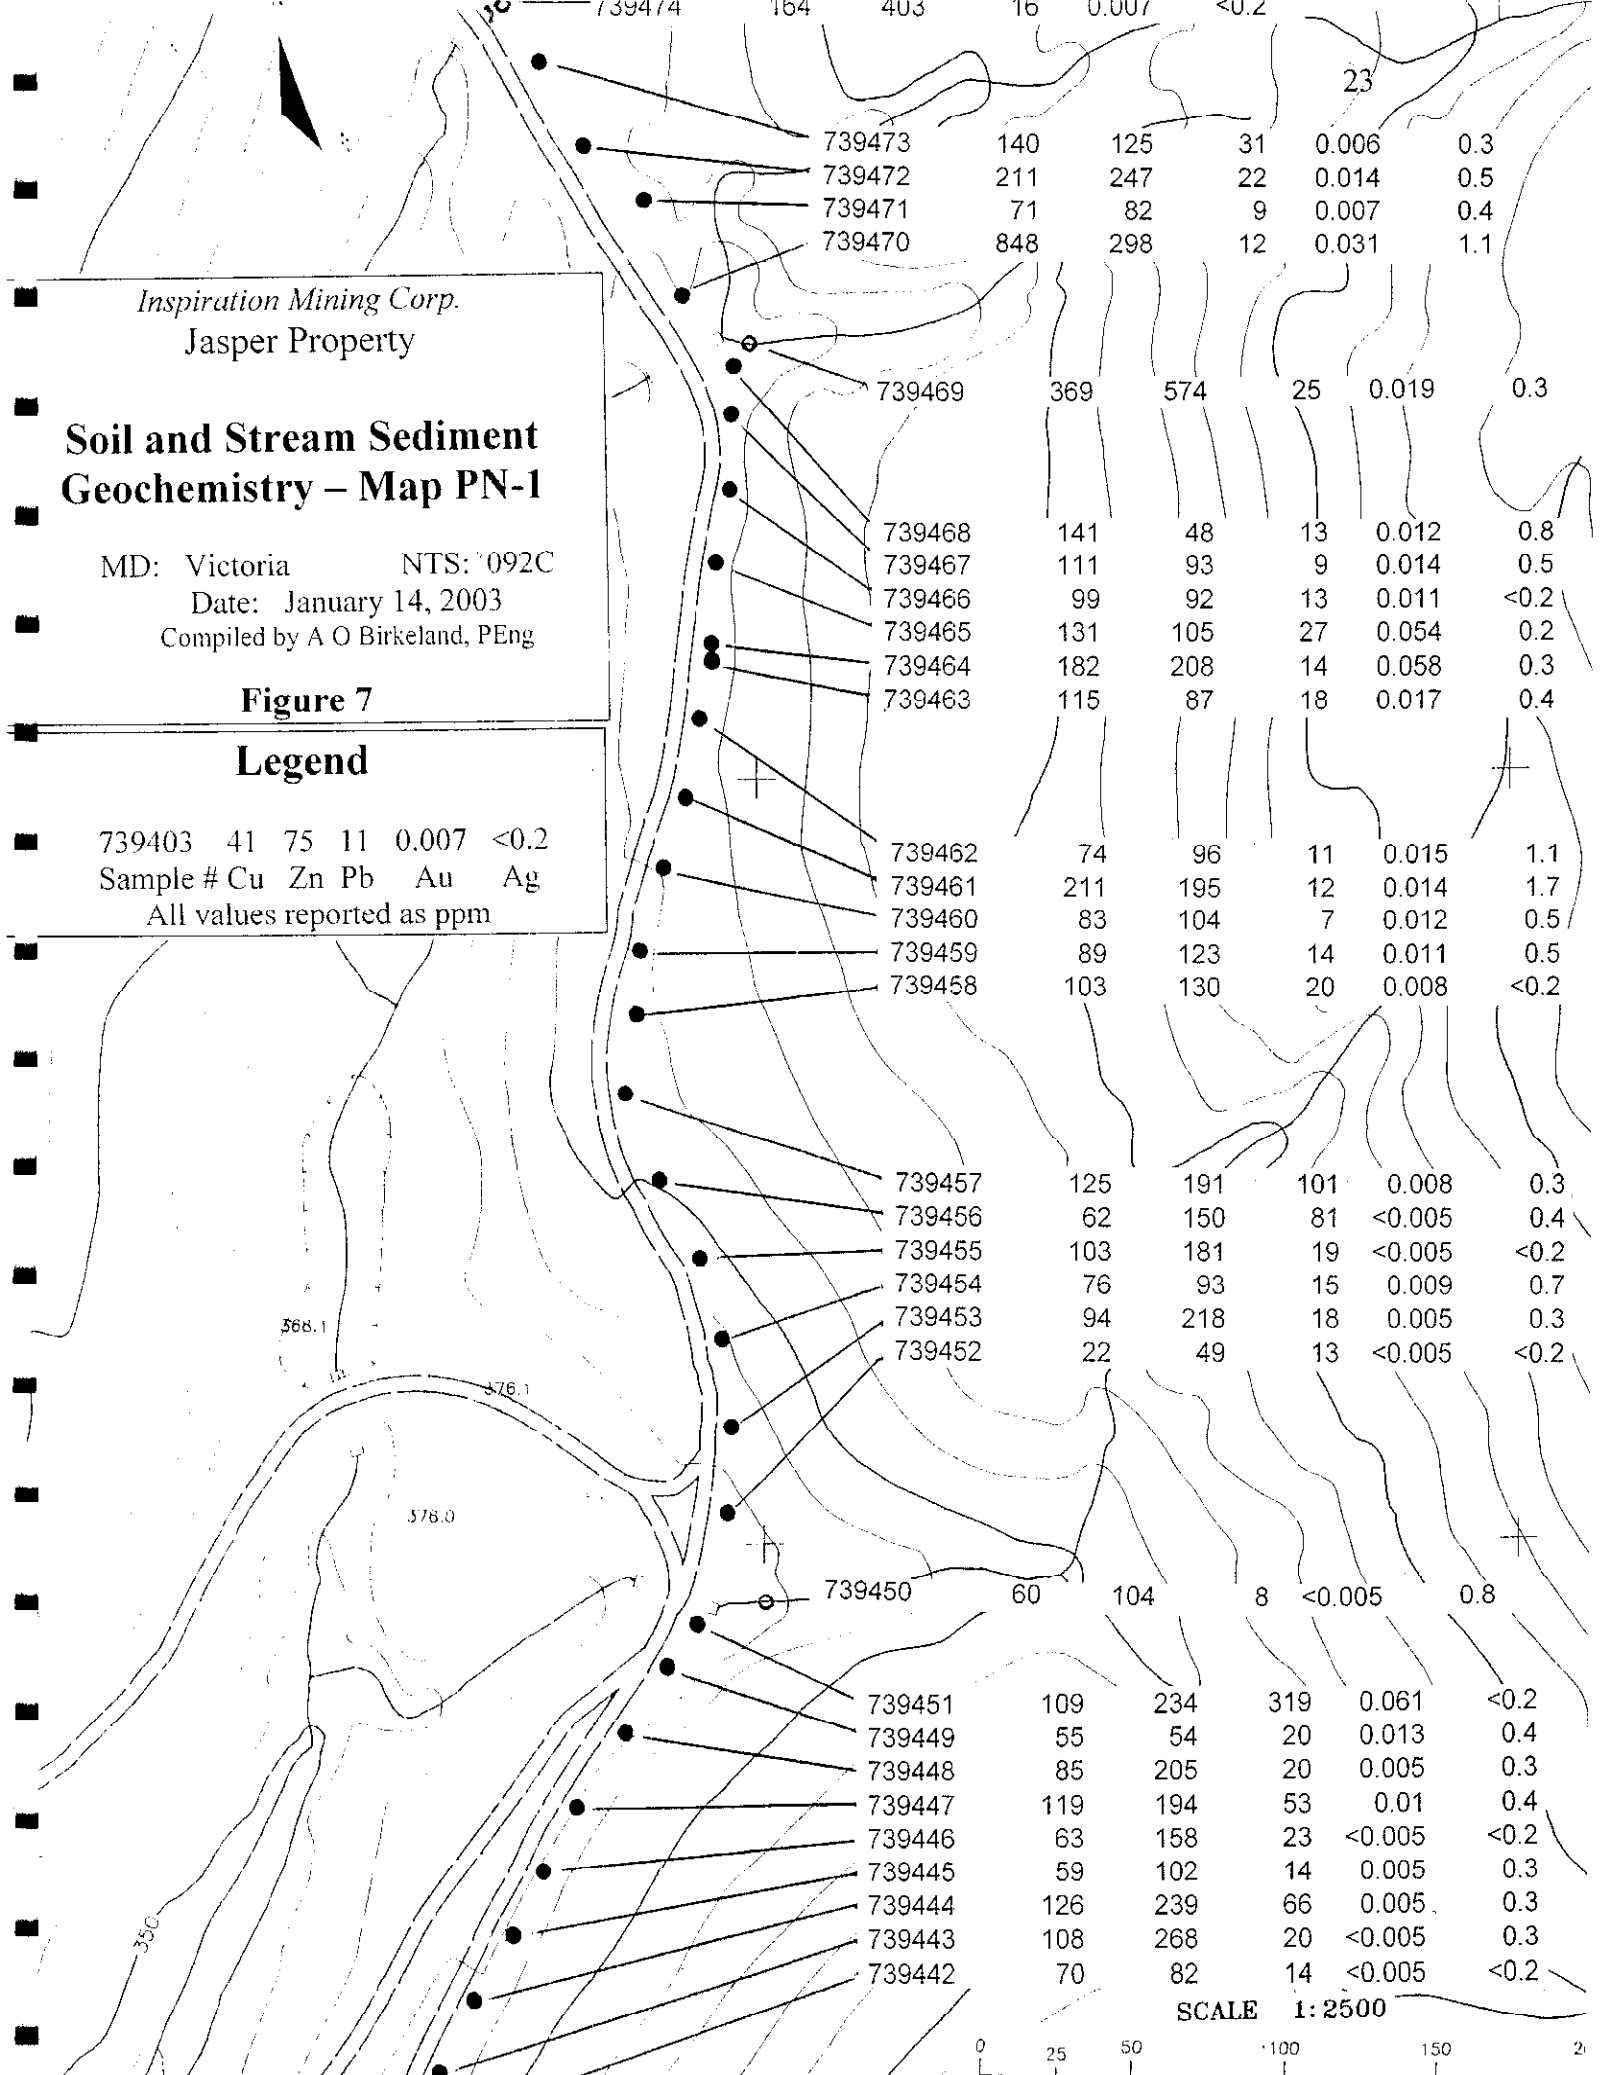 739474 164 403 16 0.007 <0.2
23
739473 140 125 31 0.006 0.3
739472 211 247 22 0.014 0.5
739471 71 82 9 0.007 0.4
739470 848 298 12 0.031 1.1
Inspiration Mining Corp.
Jasper Property
Soil and Stream Sediment
Geochemistry – Map PN-1
MD: Victoria NTS: 092C
Date: January 14, 2003
Compiled by A O Birkeland, PEng
Figure 7
Legend
739403 41 75 11 0.007 <0.2
Sample # Cu Zn Pb Au Ag
All values reported as ppm
739469 369 574 25 0.019 0.3
739468 141 48 13 0.012 0.8
739467 111 93 9 0.014 0.5
739466 99 92 13 0.011 <0.2
739465 131 105 27 0.054 0.2
739464 182 208 14 0.058 0.3
739463 115 87 18 0.017 0.4
739462 74 96 11 0.015 1.1
739461 211 195 12 0.014 1.7
739460 83 104 7 0.012 0.5
739459 89 123 14 0.011 0.5
739458 103 130 20 0.008 <0.2
739457 125 191 101 0.008 0.3
739456 62 150 81 <0.005 0.4
739455 103 181 19 <0.005 <0.2
739454 76 93 15 0.009 0.7
739453 94 218 18 0.005 0.3
739452 22 49 13 <0.005 <0.2
368.1
376.1
376.0
739450 60 104 8 <0.005 0.8
739451 109 234 319 0.061 <0.2
739449 55 54 20 0.013 0.4
739448 85 205 20 0.005 0.3
739447 119 194 53 0.01 0.4
739446 63 158 23 <0.005 <0.2
739445 59 102 14 0.005 0.3
739444 126 239 66 0.005 0.3
739443 108 268 20 <0.005 0.3
739442 70 82 14 <0.005 <0.2
350
SCALE 1:2500
0 25 50 100 150